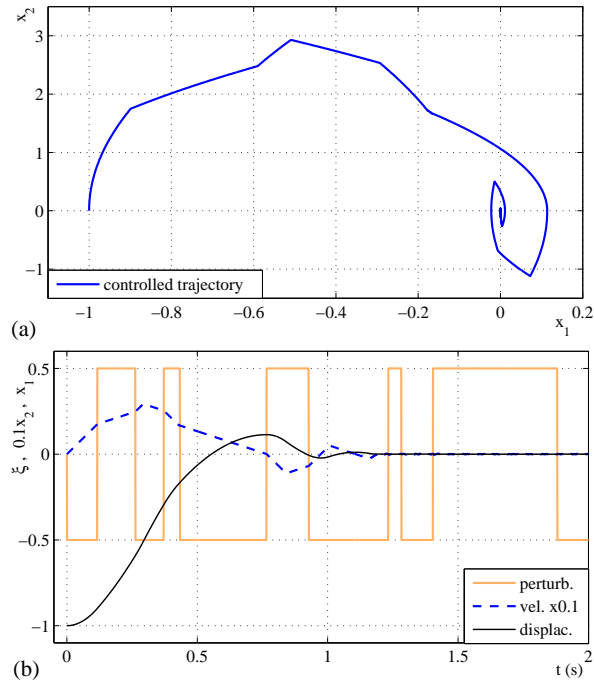 x2
3
2
1
0
−1
controlled trajectory
−1 −0.8 −0.6 −0.4 −0.2 0 0.2
x1
(a)
ξ , 0.1x2 , x1
0.5
0
−0.5
−1
perturb.
vel. x0.1
displac.
0 0.5 1 1.5 2
t (s)
(b)